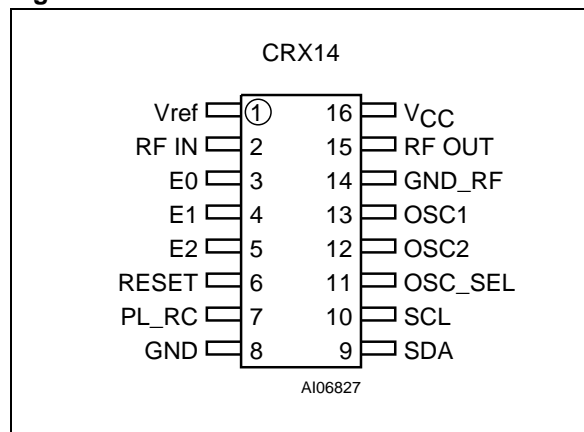 CRX14
Vref 1 16 VCC
RF IN 2 15 RF OUT
E0 3 14 GND_RF
E1 4 13 OSC1
E2 5 12 OSC2
RESET 6 11 OSC_SEL
PL_RC 7 10 SCL
GND 8 9 SDA
AI06827